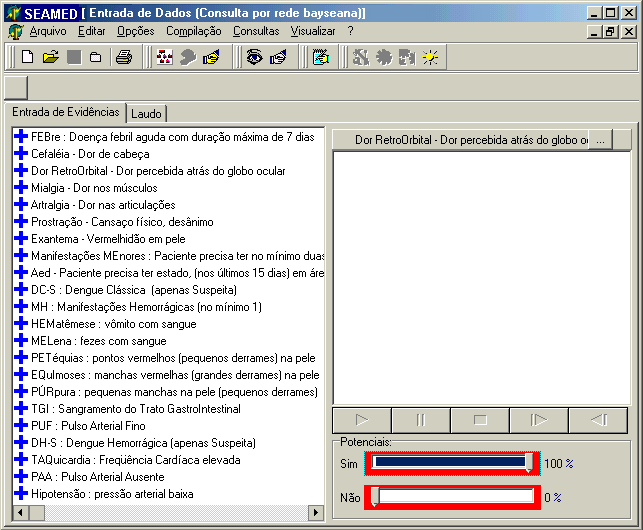 SEAMED [ Entrada de Dados (Consulta por rede bayseana)]
Arquivo Editar Opções Compilação Consultas Visualizar ?
Entrada de Evidências Laudo
FEBre : Doença febril aguda com duração máxima de 7 dias
Cefaléia - Dor de cabeça
Dor RetroOrbital - Dor percebida atrás do globo ocular
Mialgia - Dor nos músculos
Artralgia - Dor nas articulações
Prostração - Cansaço físico, desânimo
Exantema - Vermelhidão em pele
Manifestações MEnores : Paciente precisa ter no mínimo duas
Aed - Paciente precisa ter estado, (nos últimos 15 dias) em áre
DC-S : Dengue Clássica (apenas Suspeita)
MH : Manifestações Hemorrágicas (no mínimo 1)
HEMatêmese : vômito com sangue
MELena : fezes com sangue
PETéquias : pontos vermelhos (pequenos derrames) na pele
EQuImoses : manchas vermelhas (grandes derrames) na pele
PÚRpura : pequenas manchas na pele (pequenos derrames)
TGI : Sangramento do Trato GastroIntestinal
PUF : Pulso Arterial Fino
DH-S : Dengue Hemorrágica (apenas Suspeita)
TAQuicardia : Freqüência Cardíaca elevada
PAA : Pulso Arterial Ausente
Hipotensão : pressão arterial baixa
Dor RetroOrbital - Dor percebida atrás do globo oc ...
Potenciais:
Sim 100 %
Não 0 %